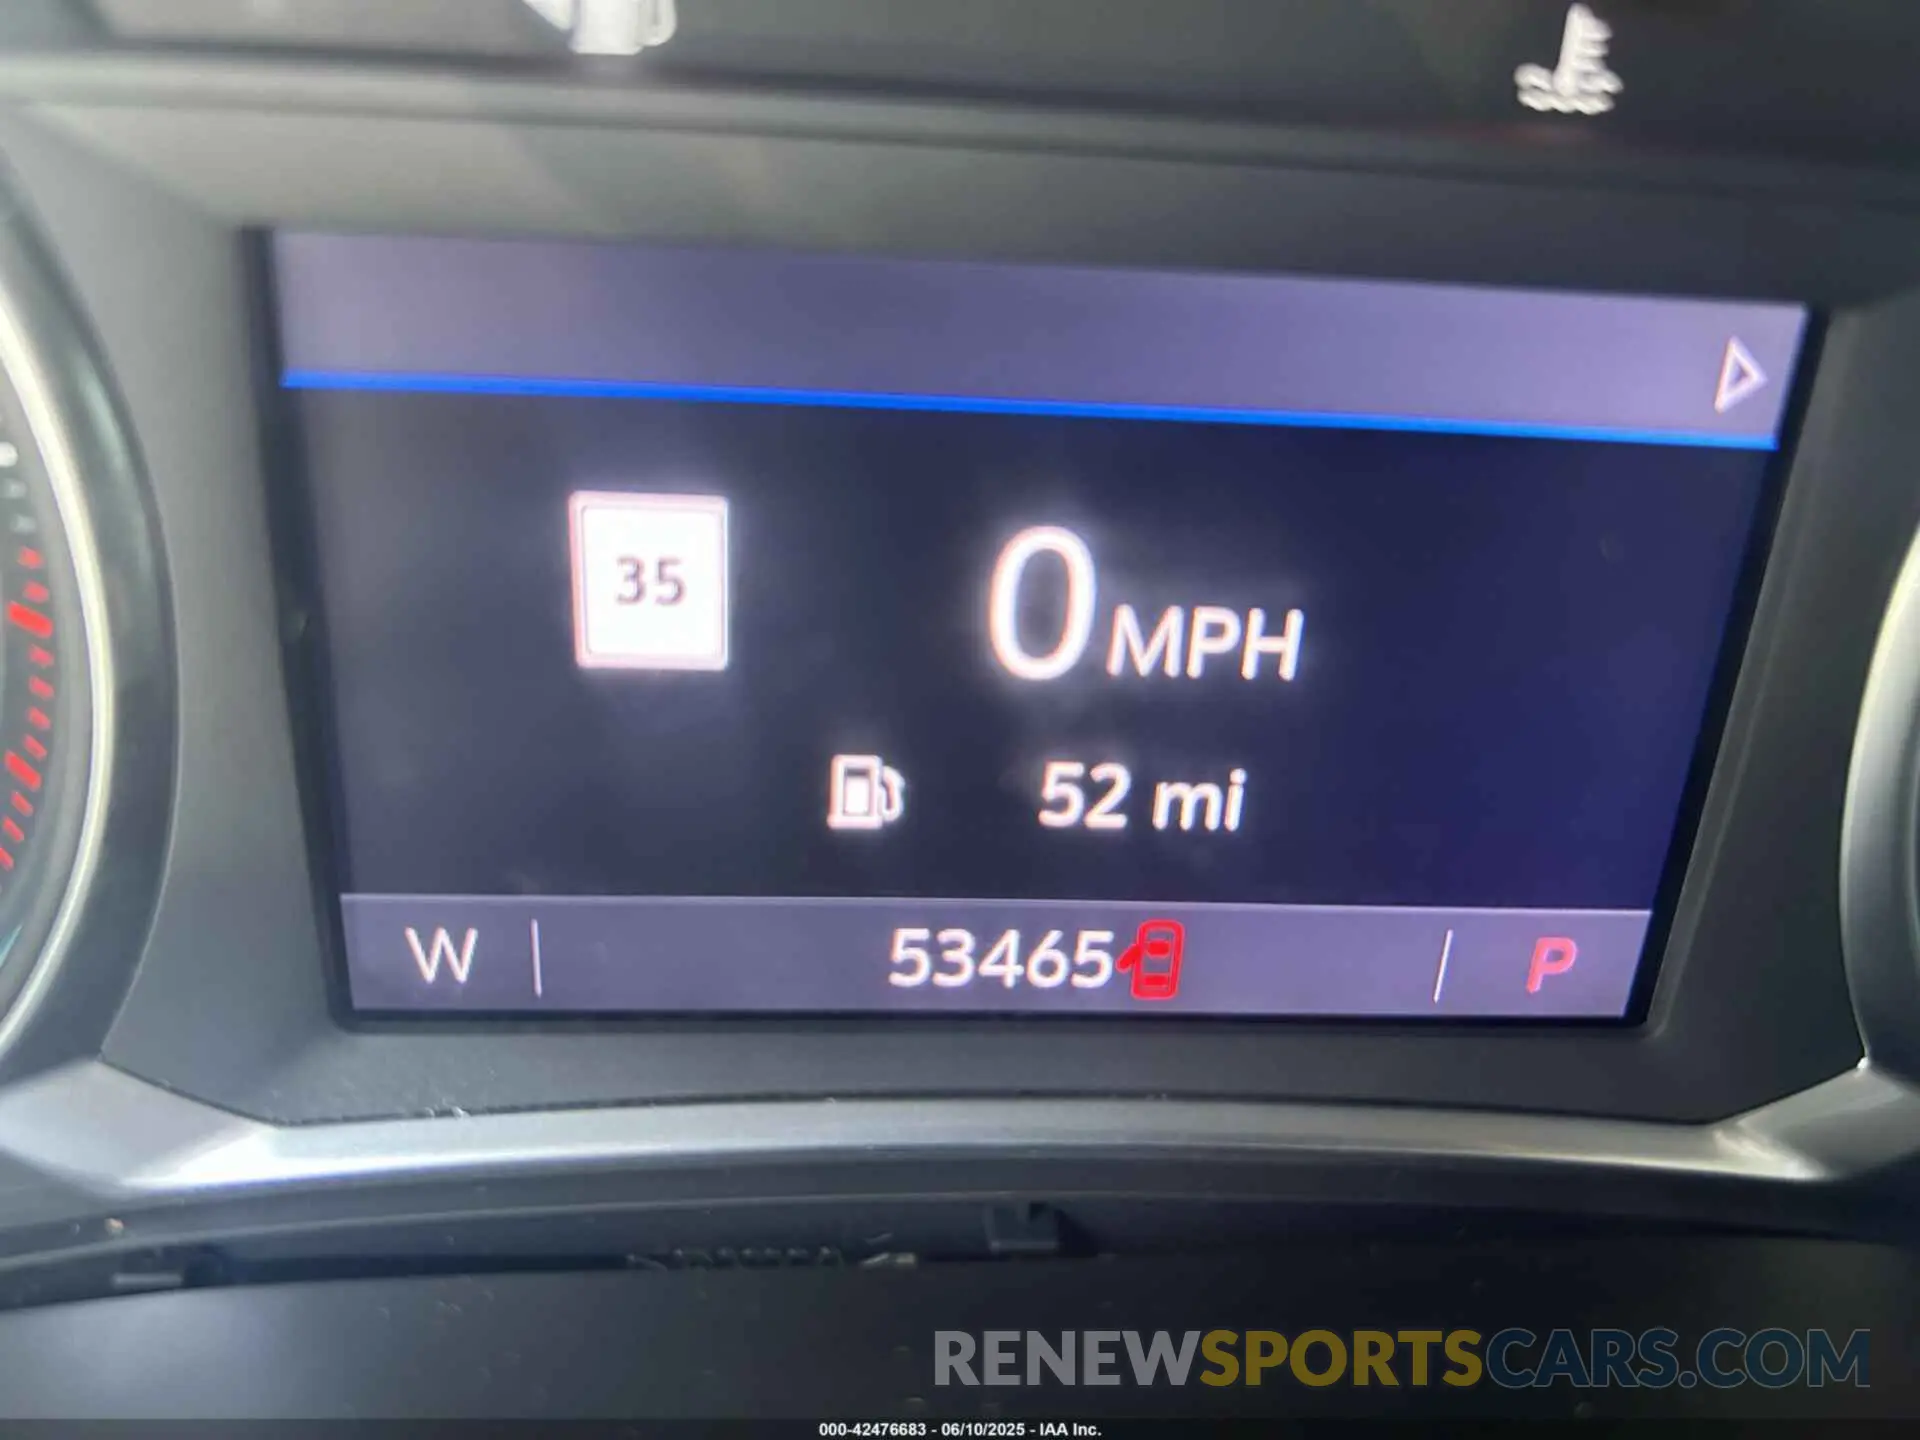 35
0 MPH
52 mi
W
53465
P
RENEWSPORTSCARS.COM
000-42476683 - 06/10/2025 - IAA Inc.